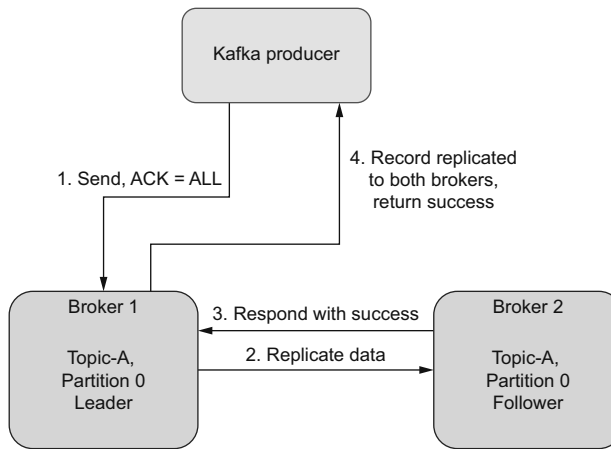 Kafka producer
1. Send, ACK = ALL
4. Record replicated
to both brokers,
return success
Broker 1
Topic-A,
Partition 0
Leader
3. Respond with success
2. Replicate data
Broker 2
Topic-A,
Partition 0
Follower